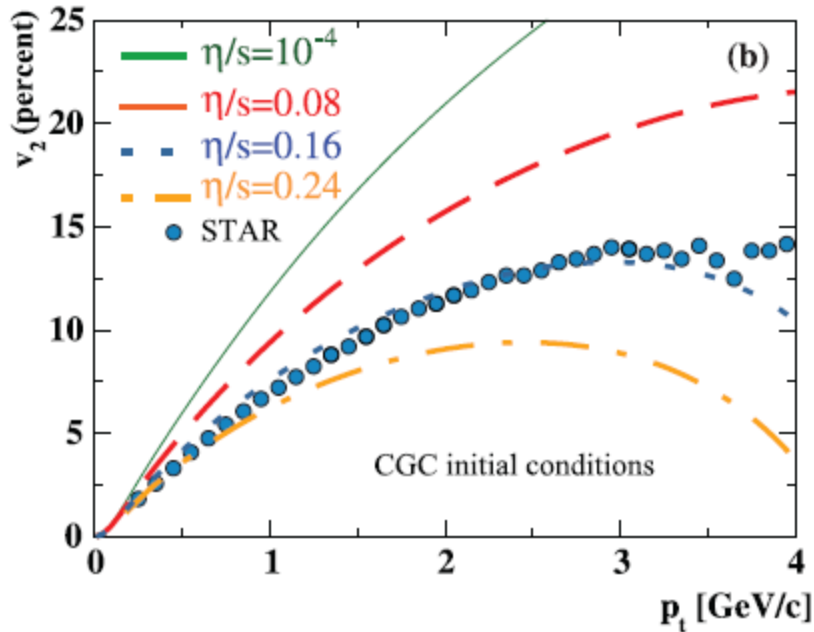 25
20
15
10
5
0
v₂ (percent)
η/s=10⁻⁴
η/s=0.08
η/s=0.16
η/s=0.24
STAR
(b)
CGC initial conditions
0 1 2 3 4
pₜ [GeV/c]